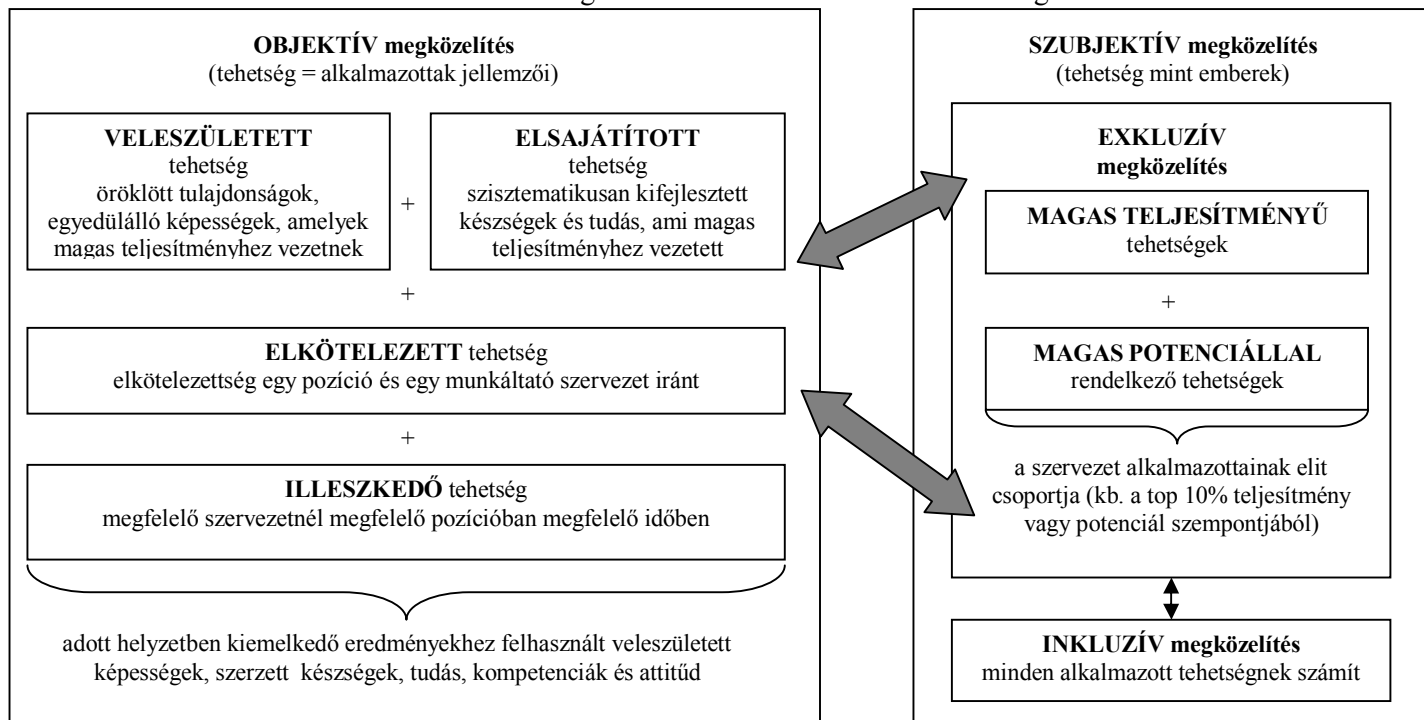 OBJEKTÍV megközelítés
(tehetség = alkalmazottak jellemzői)
VELESZÜLETETT
tehetség
öröklött tulajdonságok,
egyedülálló képességek, amelyek
magas teljesítményhez vezetnek
+
ELSAJÁTÍTOTT
tehetség
szisztematikusan kifejlesztett
készségek és tudás, ami magas
teljesítményhez vezetett
+
ELKÖTELEZETT tehetség
elkötelezettség egy pozíció és egy munkáltató szervezet iránt
+
ILLESZKEDŐ tehetség
megfelelő szervezetnél megfelelő pozícióban megfelelő időben
adott helyzetben kiemelkedő eredményekhez felhasznált veleszületett
képességek, szerzett készségek, tudás, kompetenciák és attitűd
SZUBJEKTÍV megközelítés
(tehetség mint emberek)
EXKLUZÍV
megközelítés
MAGAS TELJESÍTMÉNYŰ
tehetségek
+
MAGAS POTENCIÁLLAL
rendelkező tehetségek
a szervezet alkalmazottainak elit
csoportja (kb. a top 10% teljesítmény
vagy potenciál szempontjából)
INKLUZÍV megközelítés
minden alkalmazott tehetségnek számít